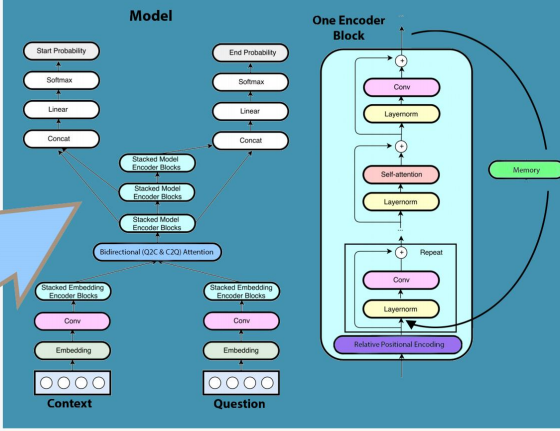 Model
Start Probability
Softmax
Linear
Concat
End Probability
Softmax
Linear
Concat
Stacked Model
Encoder Blocks
Stacked Model
Encoder Blocks
Stacked Model
Encoder Blocks
Bidirectional (Q2C & C2Q) Attention
Stacked Embedding
Encoder Blocks
Conv
Embedding
Context
Stacked Embedding
Encoder Blocks
Conv
Embedding
Question
One Encoder
Block
...
+
Conv
Layernorm
...
+
Self-attention
Layernorm
...
+
Repeat
Conv
Layernorm
Relative Positional Encoding
Memory